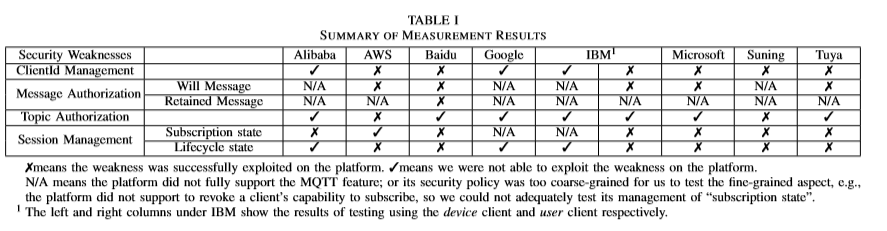 TABLE I
SUMMARY OF MEASUREMENT RESULTS
Security Weaknesses Alibaba AWS Baidu Google IBM¹ Microsoft Suning Tuya
ClientId Management ✓ ✗ ✗ ✓ ✓ ✗ ✗ ✗ ✗
Message Authorization Will Message N/A ✗ ✗ N/A N/A ✗ ✗ N/A ✗
Retained Message N/A N/A ✗ N/A N/A N/A N/A N/A N/A
Topic Authorization ✓ ✗ ✓ ✓ ✓ ✓ ✓ ✗ ✓
Session Management Subscription state ✗ ✓ ✗ N/A N/A ✗ ✗ ✗ ✗
Lifecycle state ✓ ✗ ✗ ✓ ✓ ✗ ✗ ✗ ✗
✗means the weakness was successfully exploited on the platform. ✓means we were not able to exploit the weakness on the platform.
N/A means the platform did not fully support the MQTT feature; or its security policy was too coarse-grained for us to test the fine-grained aspect, e.g.,
the platform did not support to revoke a client's capability to subscribe, so we could not adequately test its management of “subscription state”.
¹ The left and right columns under IBM show the results of testing using the device client and user client respectively.